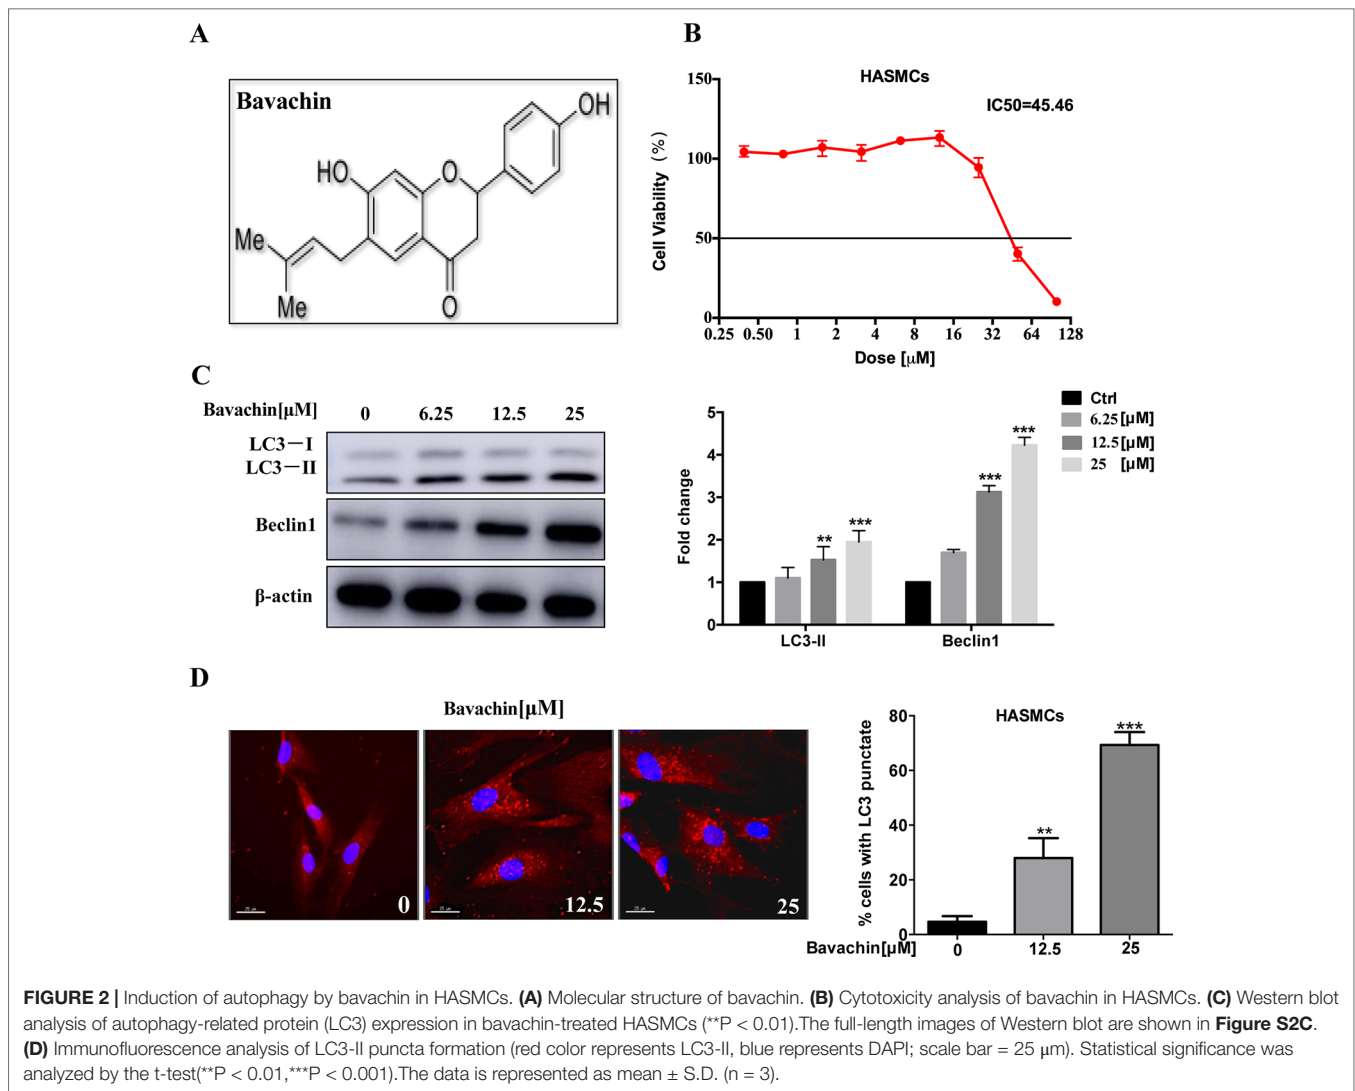 A
Bavachin
OH
HO
O
Me
Me
O
B
HASMCs
IC50=45.46
150
100
50
0
Cell Viability (%)
0.25 0.50 1 2 4 8 16 32 64 128
Dose [μM]
C
Bavachin[μM] 0 6.25 12.5 25
LC3－I
LC3－II
Beclin1
β-actin
Ctrl
6.25 [μM]
12.5 [μM]
25 [μM]
5
4
3
2
1
0
Fold change
** *** *** ***
LC3-II Beclin1
D
Bavachin[μM]
25 μm 0
25 μm 12.5
25 μm 25
HASMCs
80
60
40
20
0
% cells with LC3 punctate
** ***
Bavachin[μM] 0 12.5 25
FIGURE 2 | Induction of autophagy by bavachin in HASMCs. (A) Molecular structure of bavachin. (B) Cytotoxicity analysis of bavachin in HASMCs. (C) Western blot
analysis of autophagy-related protein (LC3) expression in bavachin-treated HASMCs (**P < 0.01).The full-length images of Western blot are shown in Figure S2C.
(D) Immunofluorescence analysis of LC3-II puncta formation (red color represents LC3-II, blue represents DAPI; scale bar = 25 μm). Statistical significance was
analyzed by the t-test(**P < 0.01,***P < 0.001).The data is represented as mean ± S.D. (n = 3).